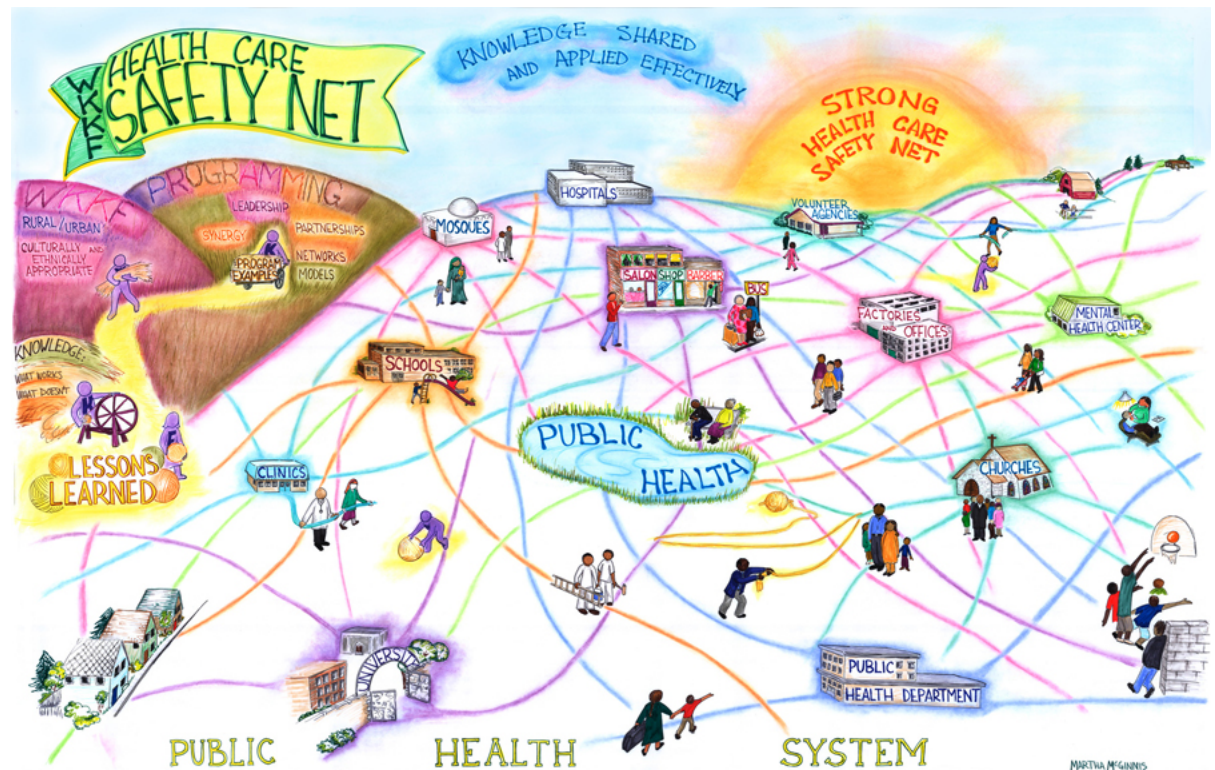 WKKF
HEALTH CARE
SAFETY NET
KNOWLEDGE SHARED
AND APPLIED EFFECTIVELY
STRONG
HEALTH CARE
SAFETY NET
WKKF
RURAL/URBAN
CULTURALLY AND
ETHNICALLY
APPROPRIATE
PROGRAMMING
LEADERSHIP
SYNERGY
PARTNERSHIPS
NETWORKS
MODELS
K
PROGRAM
EXAMPLES
KNOWLEDGE:
WHAT WORKS
WHAT DOESN'T
K
F
LESSONS
LEARNED
MOSQUES
HOSPITALS
VOLUNTEER
AGENCIES
SALON SHOP BARBER
BUS
FACTORIES
AND OFFICES
MENTAL
HEALTH CENTER
SCHOOLS
PUBLIC
HEALTH
CLINICS
CHURCHES
UNIVERSITY
PUBLIC
HEALTH DEPARTMENT
PUBLIC HEALTH SYSTEM
MARTHA McGINNIS